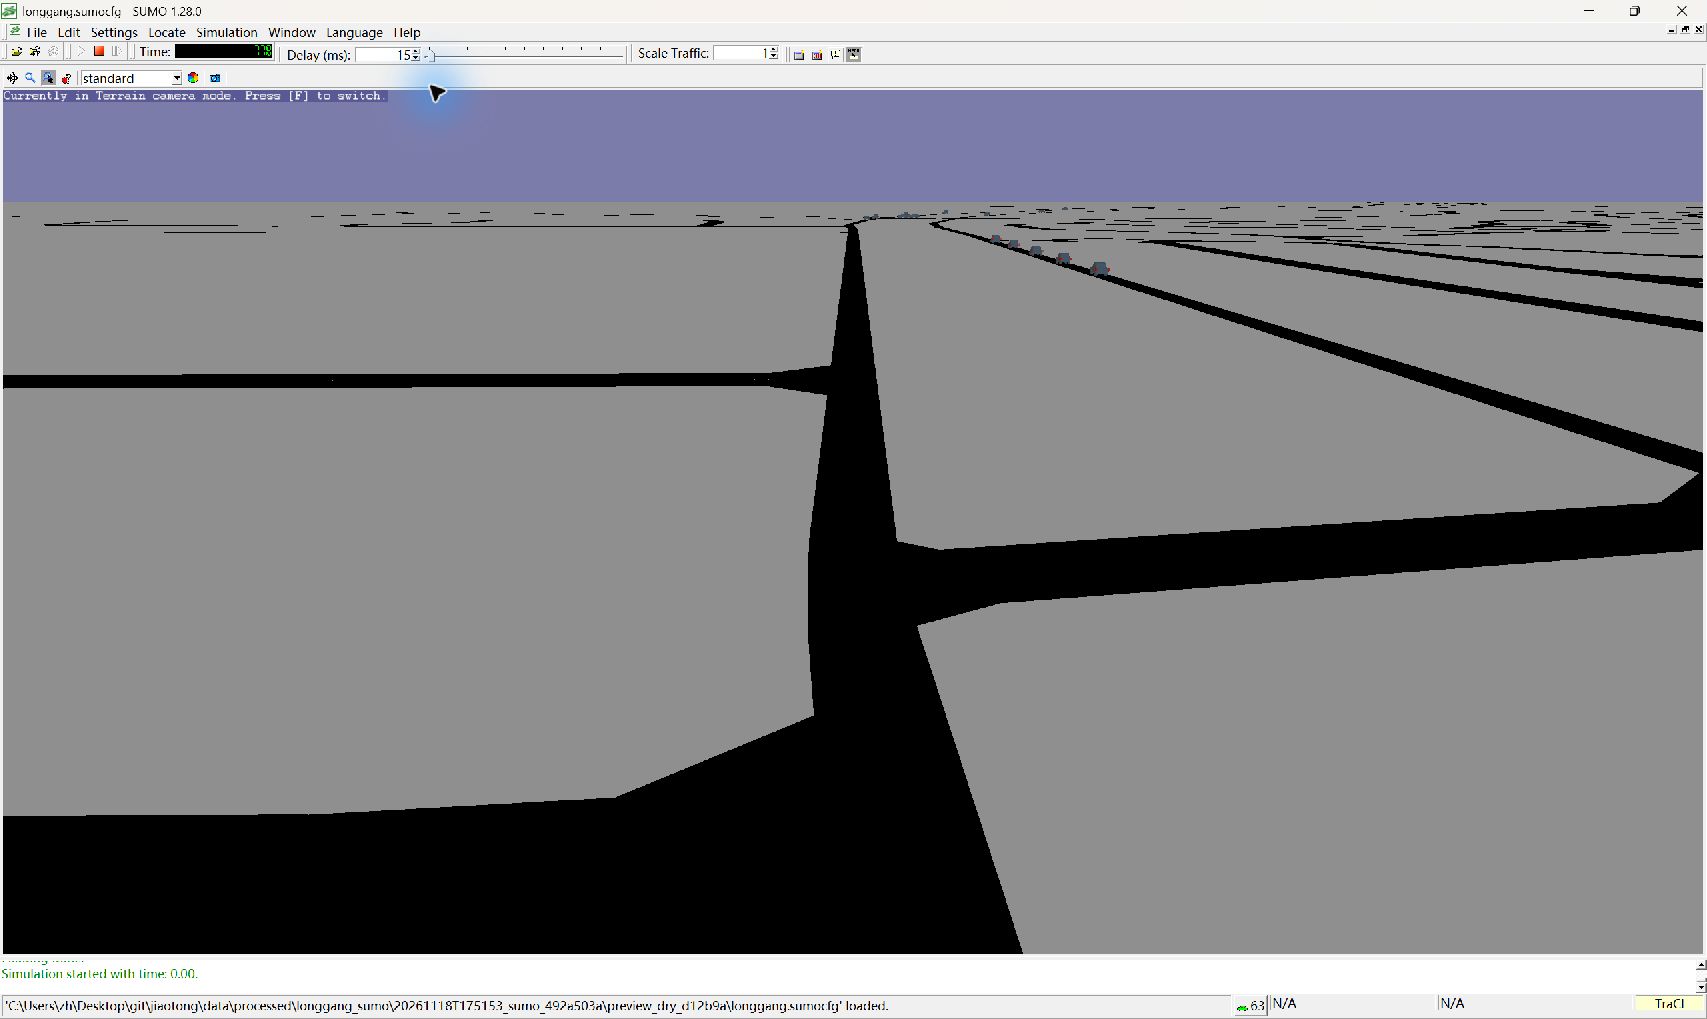 longgang.sumocfg - SUMO 1.28.0
File Edit Settings Locate Simulation Window Language Help
Time: 778 Delay (ms): 15 Scale Traffic: 1
standard
Currently in Terrain camera mode. Press [F] to switch.
Simulation started with time: 0.00.
'C:\Users\zh\Desktop\git\jiaotong\data\processed\longgang_sumo\20261118T175153_sumo_492a503a\preview_dry_d12b9a\longgang.sumocfg' loaded.
63 N/A N/A TraCI